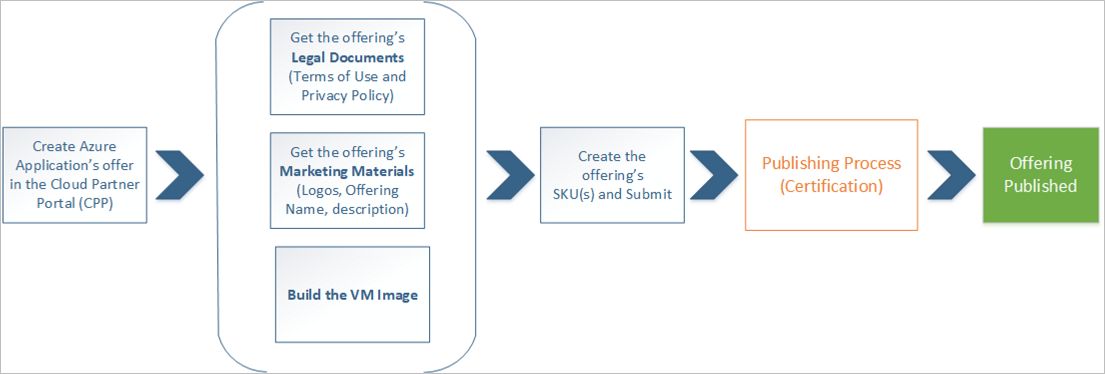 Create Azure
Application's offer
in the Cloud Partner
Portal (CPP)
Get the offering's
Legal Documents
(Terms of Use and
Privacy Policy)
Get the offering's
Marketing Materials
(Logos, Offering
Name, description)
Build the VM Image
Create the
offering's
SKU(s) and Submit
Publishing Process
(Certification)
Offering
Published